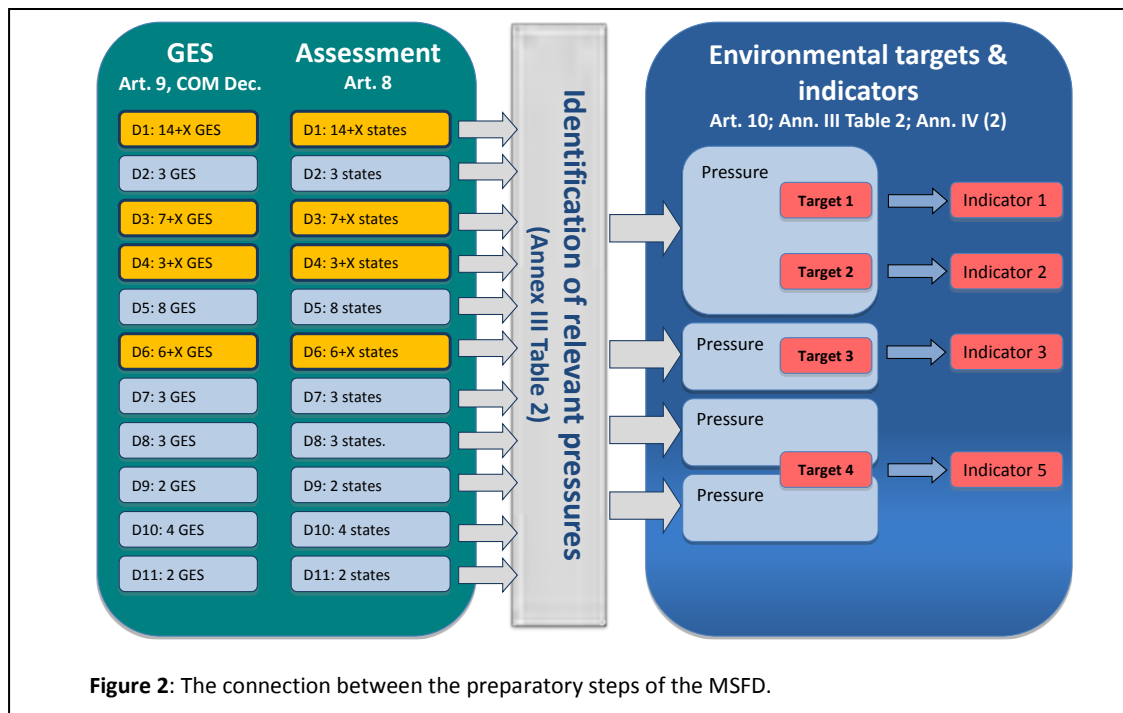 GES
Art. 9, COM Dec.
Assessment
Art. 8
D1: 14+X GES
D1: 14+X states
D2: 3 GES
D2: 3 states
D3: 7+X GES
D3: 7+X states
D4: 3+X GES
D4: 3+X states
D5: 8 GES
D5: 8 states
D6: 6+X GES
D6: 6+X states
D7: 3 GES
D7: 3 states
D8: 3 GES
D8: 3 states.
D9: 2 GES
D9: 2 states
D10: 4 GES
D10: 4 states
D11: 2 GES
D11: 2 states
Identification of relevant pressures
(Annex III Table 2)
Environmental targets &
indicators
Art. 10; Ann. III Table 2; Ann. IV (2)
Pressure
Target 1
Indicator 1
Target 2
Indicator 2
Pressure
Target 3
Indicator 3
Pressure
Target 4
Indicator 5
Pressure
Figure 2: The connection between the preparatory steps of the MSFD.